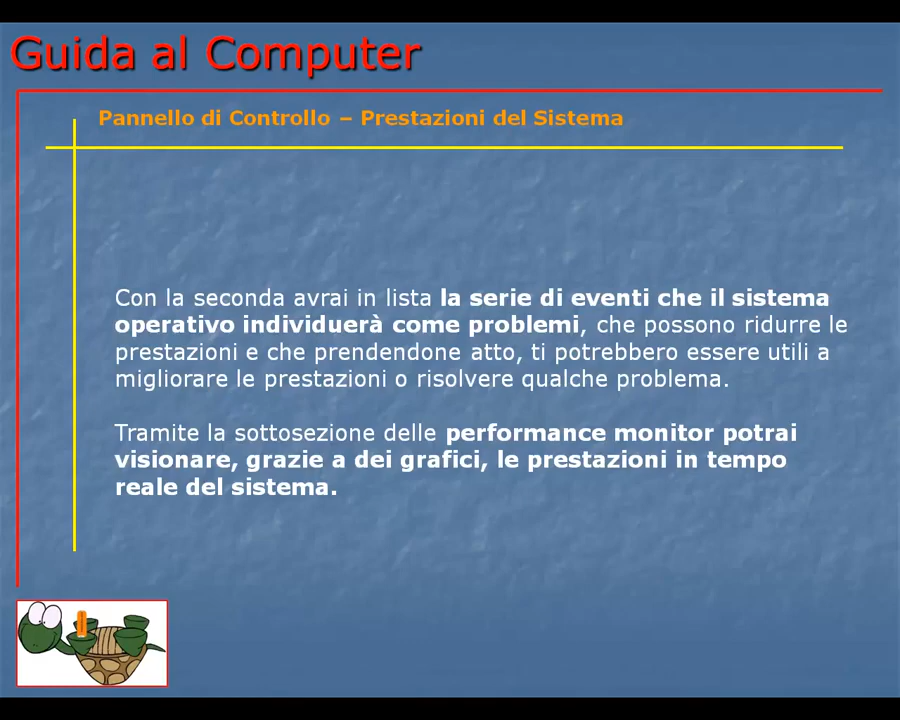 Guida al Computer
Pannello di Controllo – Prestazioni del Sistema
Con la seconda avrai in lista la serie di eventi che il sistema
operativo individuerà come problemi, che possono ridurre le
prestazioni e che prendendone atto, ti potrebbero essere utili a
migliorare le prestazioni o risolvere qualche problema.
Tramite la sottosezione delle performance monitor potrai
visionare, grazie a dei grafici, le prestazioni in tempo
reale del sistema.